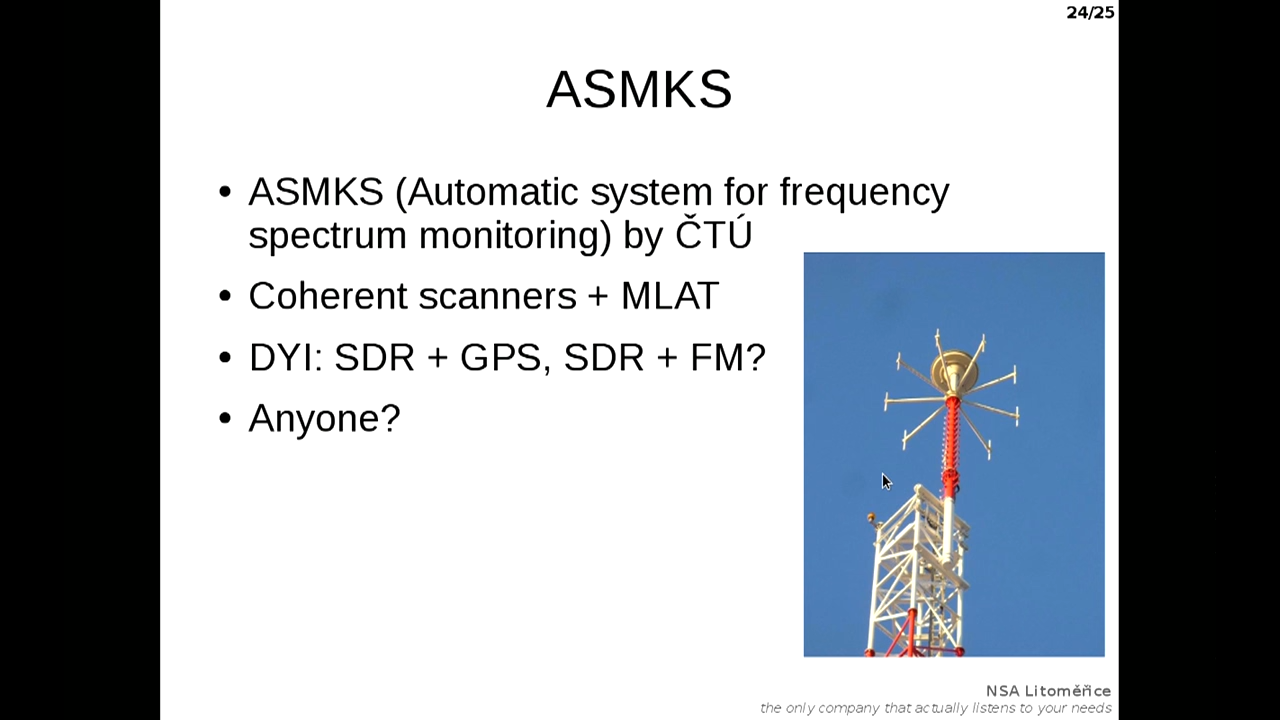 24/25
ASMKS
• ASMKS (Automatic system for frequency
spectrum monitoring) by ČTÚ
• Coherent scanners + MLAT
• DYI: SDR + GPS, SDR + FM?
• Anyone?
NSA Litoměřice
the only company that actually listens to your needs